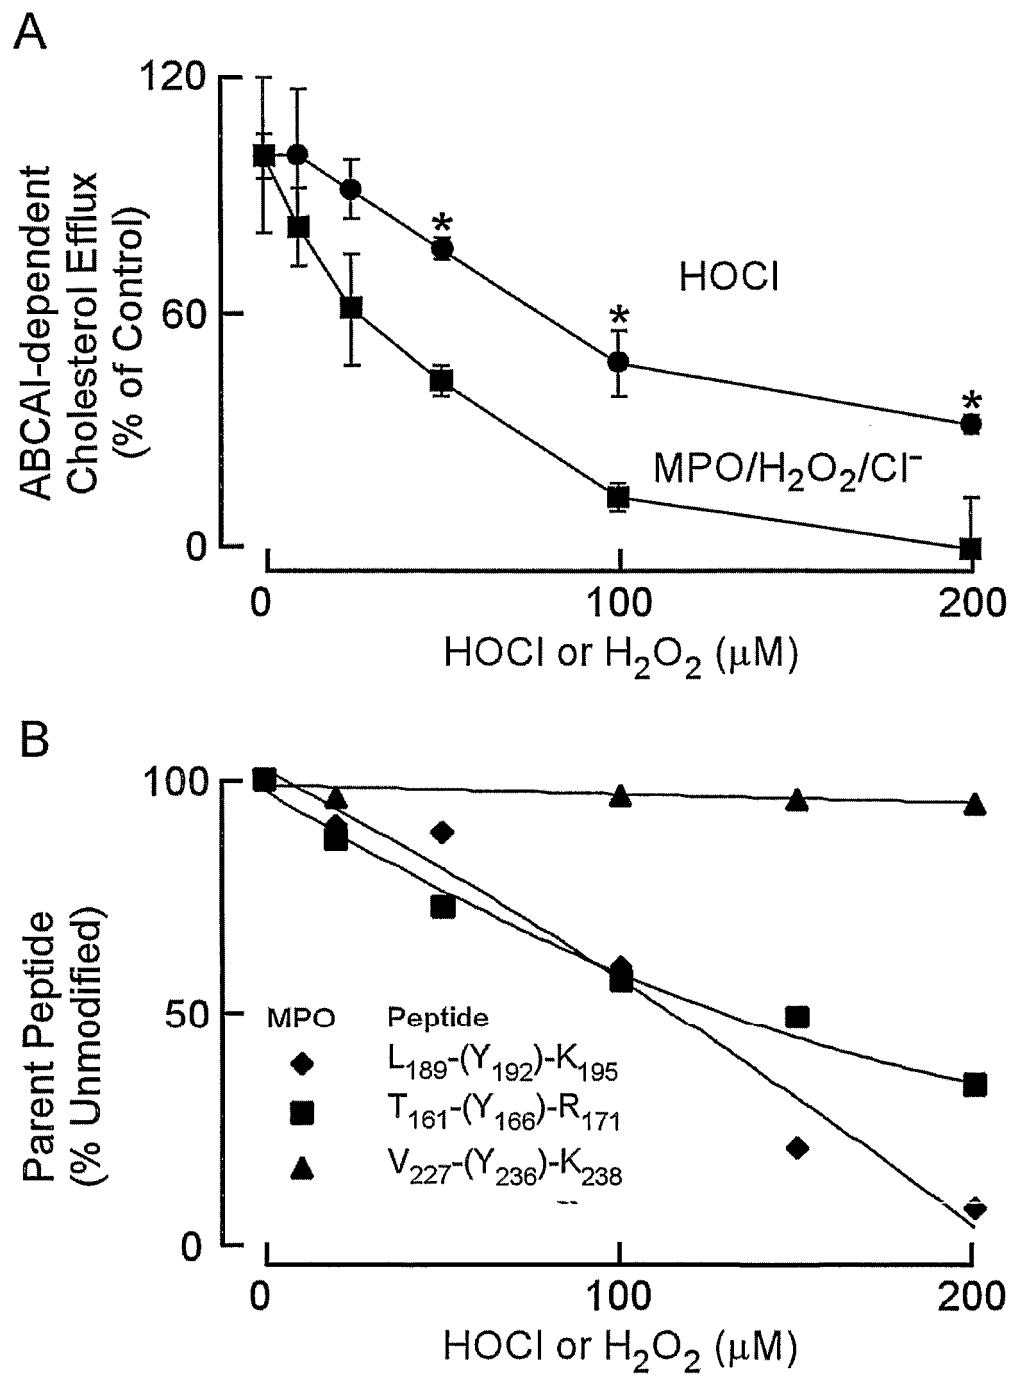 A
120
60
0
ABCAI-dependent
Cholesterol Efflux
(% of Control)
*
*
*
HOCl
MPO/H₂O₂/Cl⁻
0 100 200
HOCl or H₂O₂ (μM)
B
100
50
0
Parent Peptide
(% Unmodified)
MPO Peptide
L₁₈₉-(Y₁₉₂)-K₁₉₅
T₁₆₁-(Y₁₆₆)-R₁₇₁
V₂₂₇-(Y₂₃₆)-K₂₃₈
0 100 200
HOCl or H₂O₂ (μM)